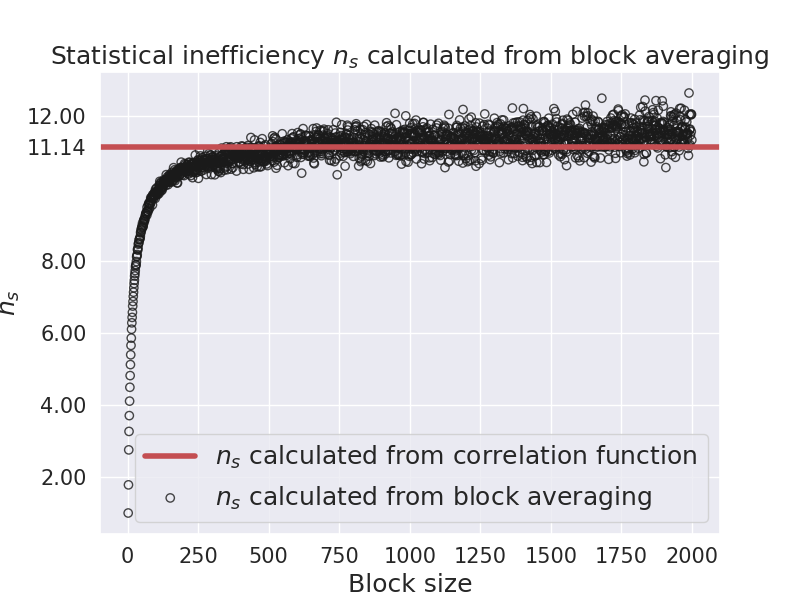 Statistical inefficiency n_s calculated from block averaging
12.00
11.14
8.00
6.00
4.00
2.00
n_s
n_s calculated from correlation function
n_s calculated from block averaging
0 250 500 750 1000 1250 1500 1750 2000
Block size